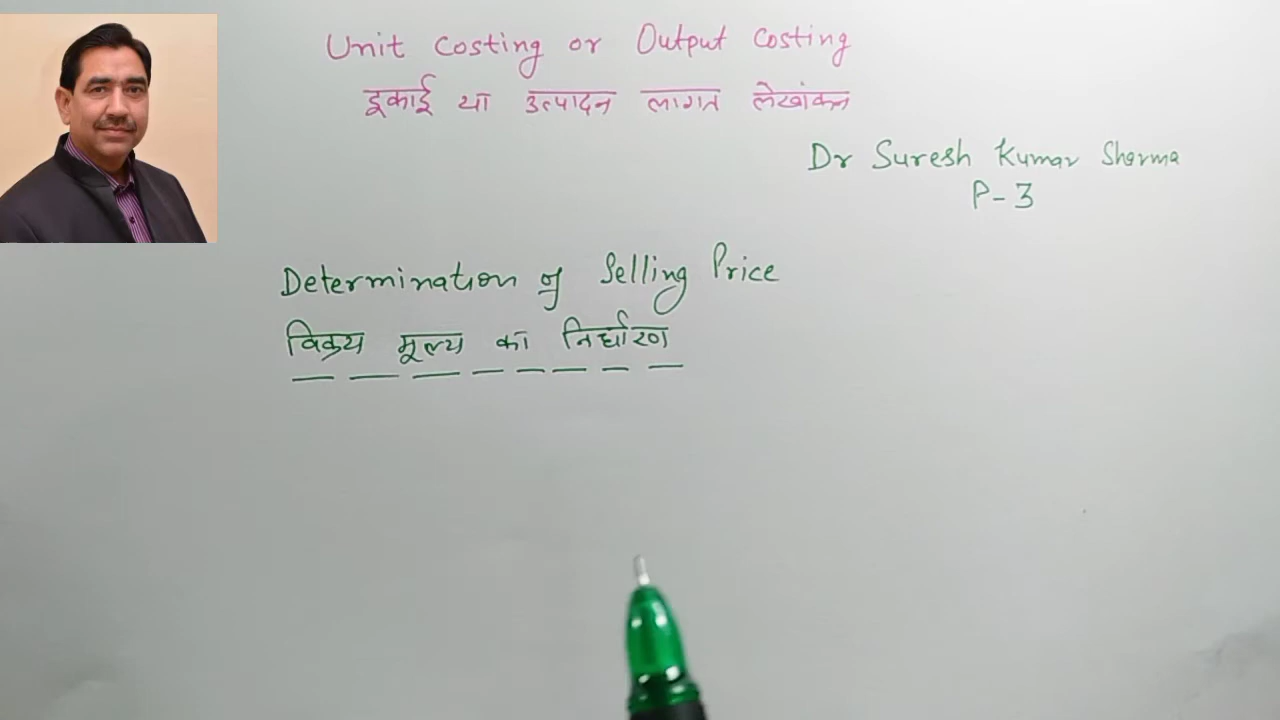 Unit Costing or Output Costing
इकाई या उत्पादन लागत लेखांकन
Dr Suresh Kumar Sharma
P-3
Determination of Selling Price
विक्रय मूल्य का निर्धारण